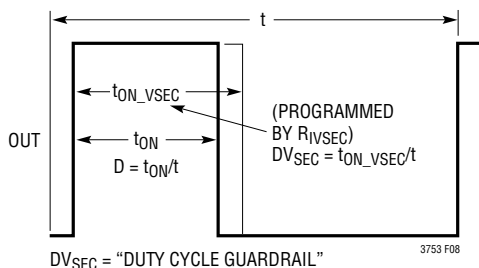 t
tON_VSEC
(PROGRAMMED
BY RIVSEC)
DVSEC = tON_VSEC/t
OUT
tON
D = tON/t
3753 F08
DVSEC = “DUTY CYCLE GUARDRAIL”